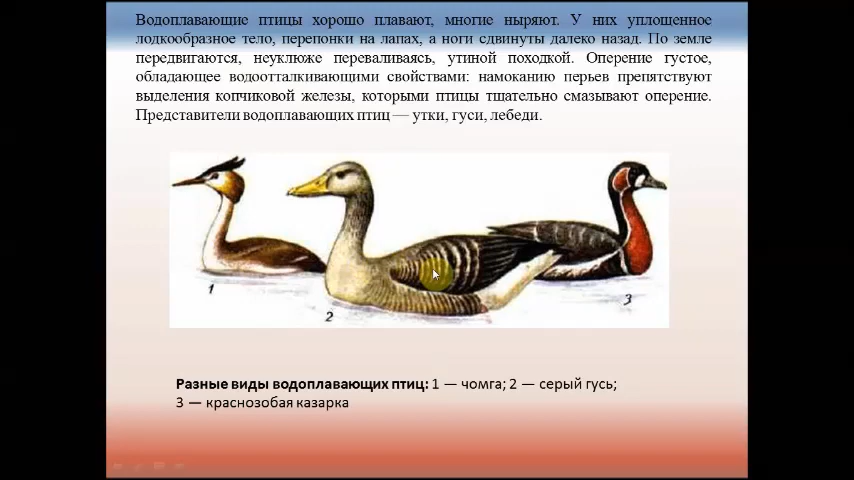 Водоплавающие птицы хорошо плавают, многие ныряют. У них уплощенное
лодкообразное тело, перепонки на лапах, а ноги сдвинуты далеко назад. По земле
передвигаются, неуклюже переваливаясь, утиной походкой. Оперение густое,
обладающее водоотталкивающими свойствами: намоканию перьев препятствуют
выделения копчиковой железы, которыми птицы тщательно смазывают оперение.
Представители водоплавающих птиц — утки, гуси, лебеди.
1
2
3
Разные виды водоплавающих птиц: 1 — чомга; 2 — серый гусь;
3 — краснозобая казарка